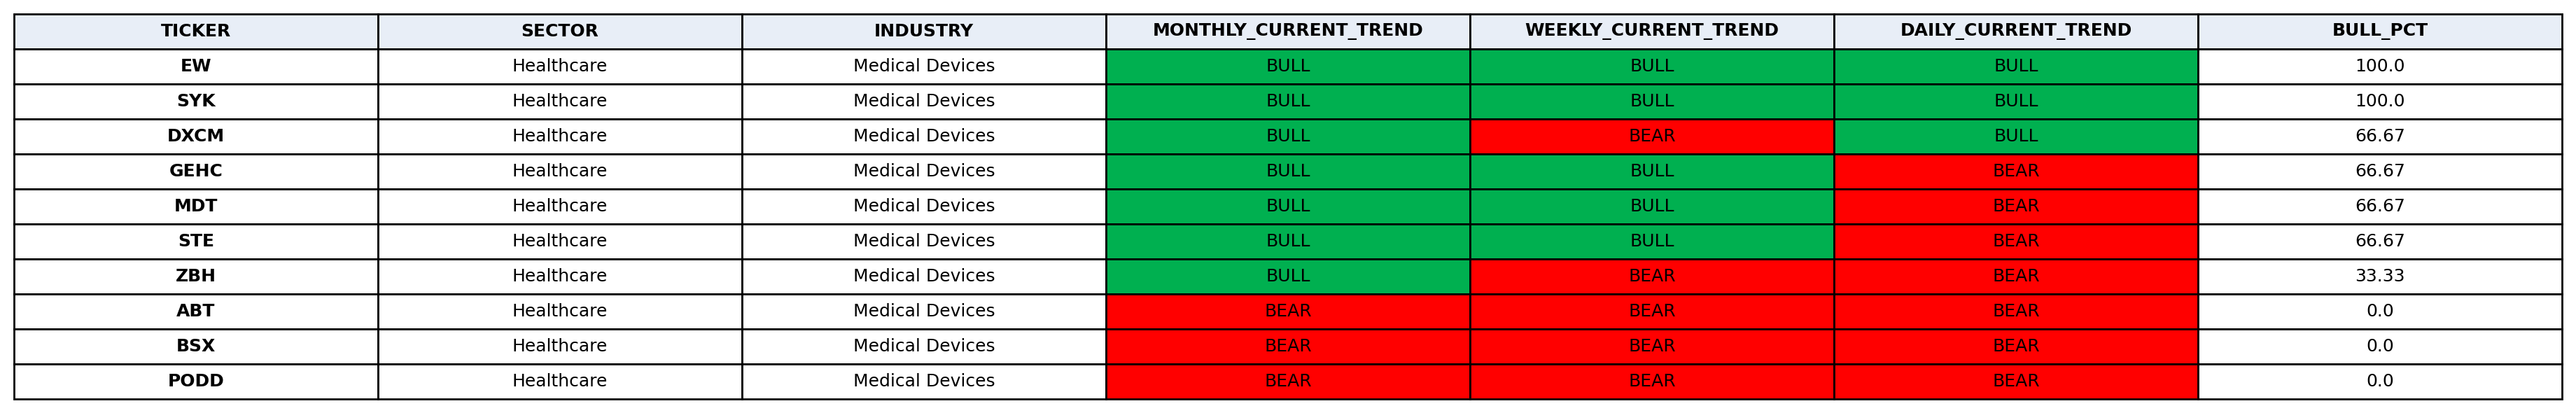 TICKER SECTOR INDUSTRY MONTHLY_CURRENT_TREND WEEKLY_CURRENT_TREND DAILY_CURRENT_TREND BULL_PCT
EW Healthcare Medical Devices BULL BULL BULL 100.0
SYK Healthcare Medical Devices BULL BULL BULL 100.0
DXCM Healthcare Medical Devices BULL BEAR BULL 66.67
GEHC Healthcare Medical Devices BULL BULL BEAR 66.67
MDT Healthcare Medical Devices BULL BULL BEAR 66.67
STE Healthcare Medical Devices BULL BULL BEAR 66.67
ZBH Healthcare Medical Devices BULL BEAR BEAR 33.33
ABT Healthcare Medical Devices BEAR BEAR BEAR 0.0
BSX Healthcare Medical Devices BEAR BEAR BEAR 0.0
PODD Healthcare Medical Devices BEAR BEAR BEAR 0.0